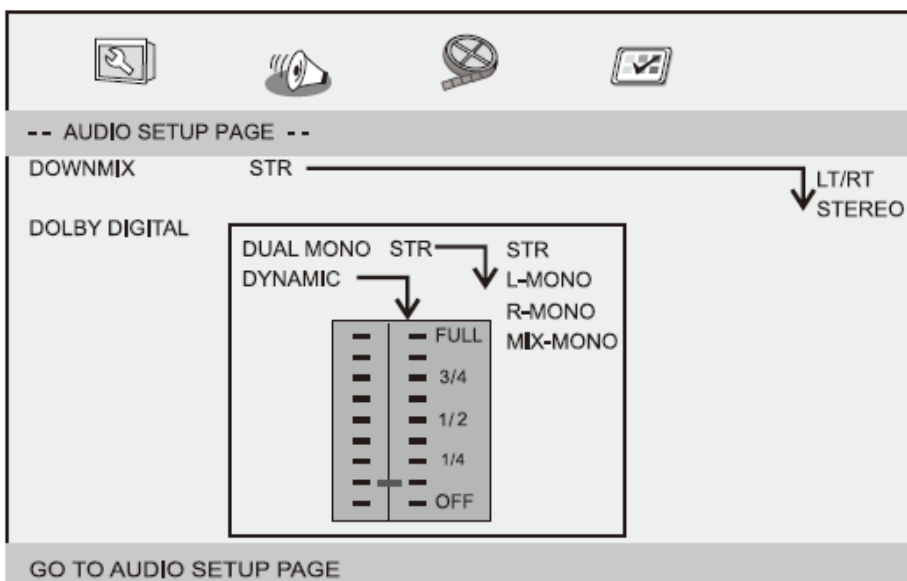 -- AUDIO SETUP PAGE --
DOWNMIX STR LT/RT
STEREO
DOLBY DIGITAL
DUAL MONO STR STR
DYNAMIC L-MONO
R-MONO
FULL MIX-MONO
3/4
1/2
1/4
OFF
GO TO AUDIO SETUP PAGE